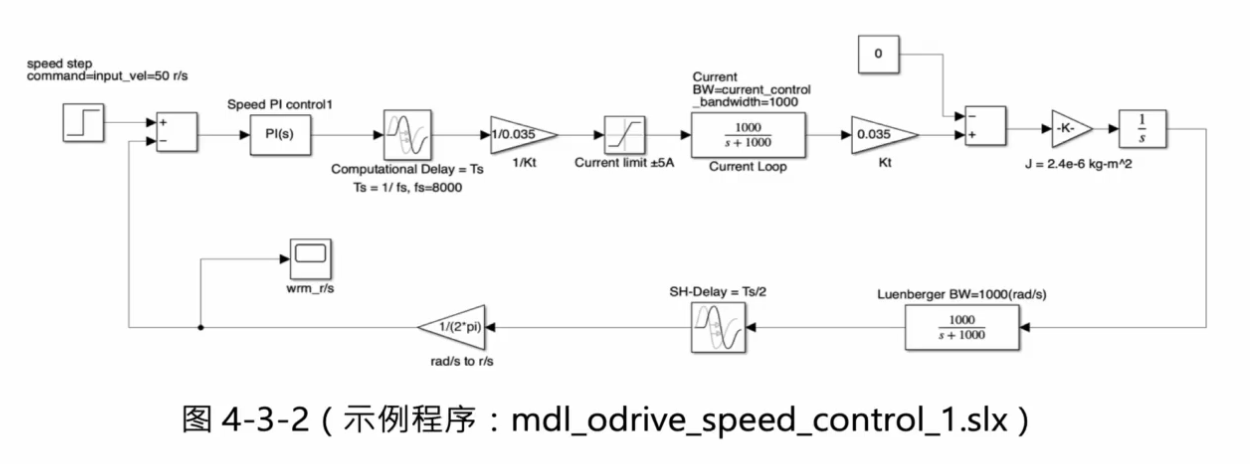 speed step
command=input_vel=50 r/s
+
−
Speed PI control1
PI(s)
Computational Delay = Ts
Ts = 1/ fs, fs=8000
1/0.035
1/Kt
Current limit ±5A
Current
BW=current_control
_bandwidth=1000
1000
s + 1000
Current Loop
0.035
Kt
0
−
+
-K-
J = 2.4e-6 kg-m^2
1
s
wrm_r/s
1/(2*pi)
rad/s to r/s
SH-Delay = Ts/2
Luenberger BW=1000(rad/s)
1000
s + 1000
图 4-3-2（示例程序：mdl_odrive_speed_control_1.slx）